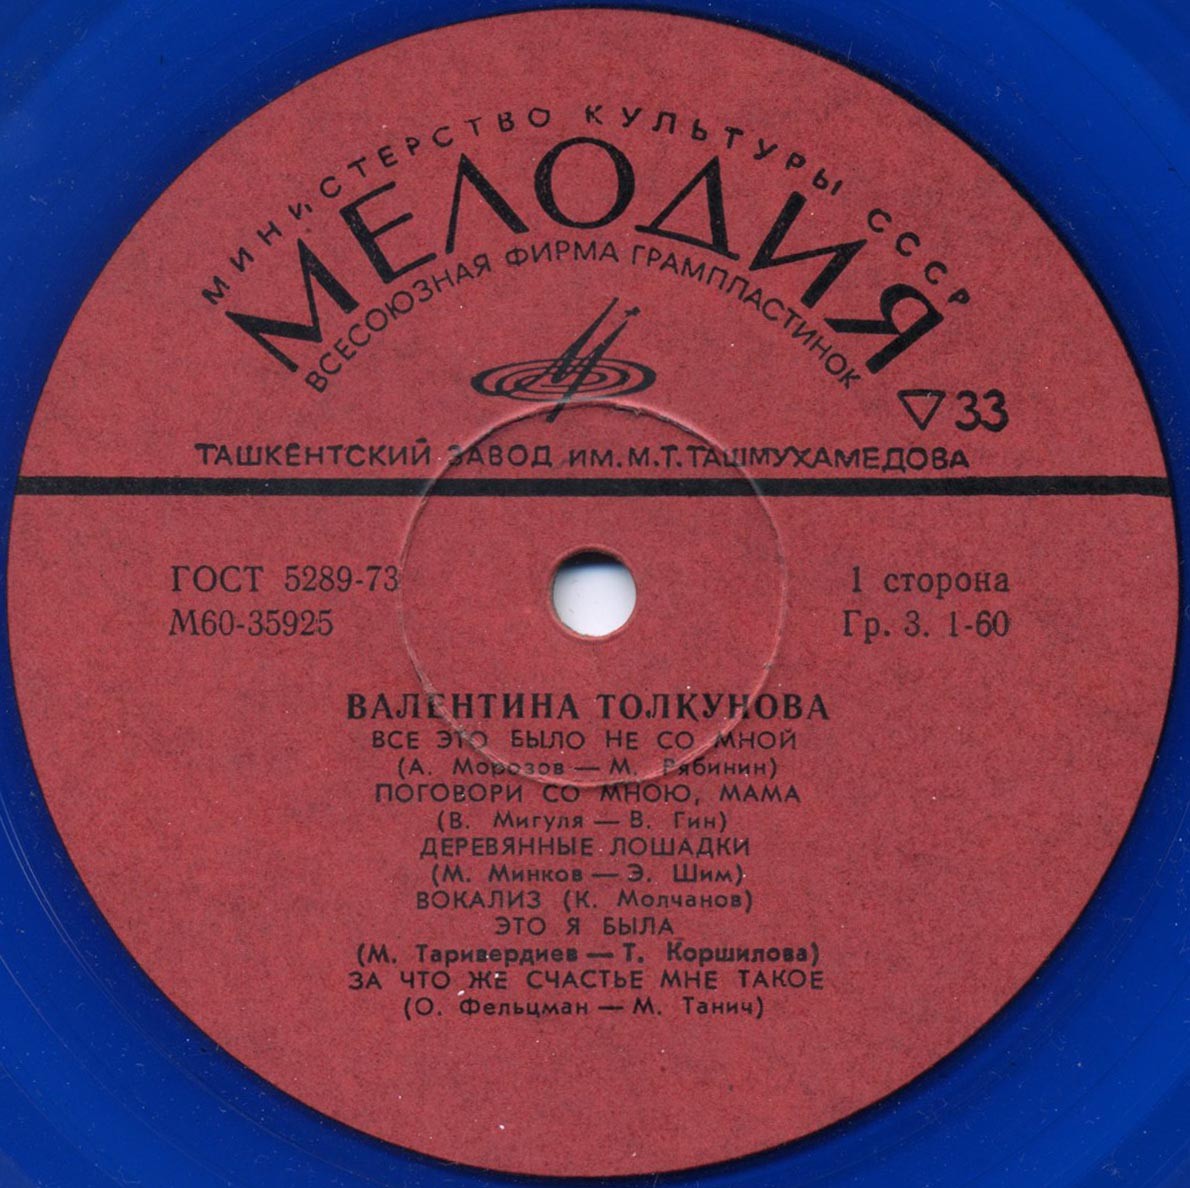 МИНИСТЕРСТВО КУЛЬТУРЫ СССР
МЕЛОДИЯ
ВСЕСОЮЗНАЯ ФИРМА ГРАМПЛАСТИНОК
33
ТАШКЕНТСКИЙ ЗАВОД ИМ. М. Т. ТАШМУХАМЕДОВА
ГОСТ 5289-73
М60-35925
1 сторона
Гр. 3. 1-60
ВАЛЕНТИНА ТОЛКУНОВА
ВСЕ ЭТО БЫЛО НЕ СО МНОЙ
(А. Морозов — М. Рябинин)
ПОГОВОРИ СО МНОЮ, МАМА
(В. Мигуля — В. Гин)
ДЕРЕВЯННЫЕ ЛОШАДКИ
(М. Минков — Э. Шим)
ВОКАЛИЗ (К. Молчанов)
ЭТО Я БЫЛА
(М. Таривердиев — Т. Коршилова)
ЗА ЧТО ЖЕ СЧАСТЬЕ МНЕ ТАКОЕ
(О. Фельцман — М. Танич)